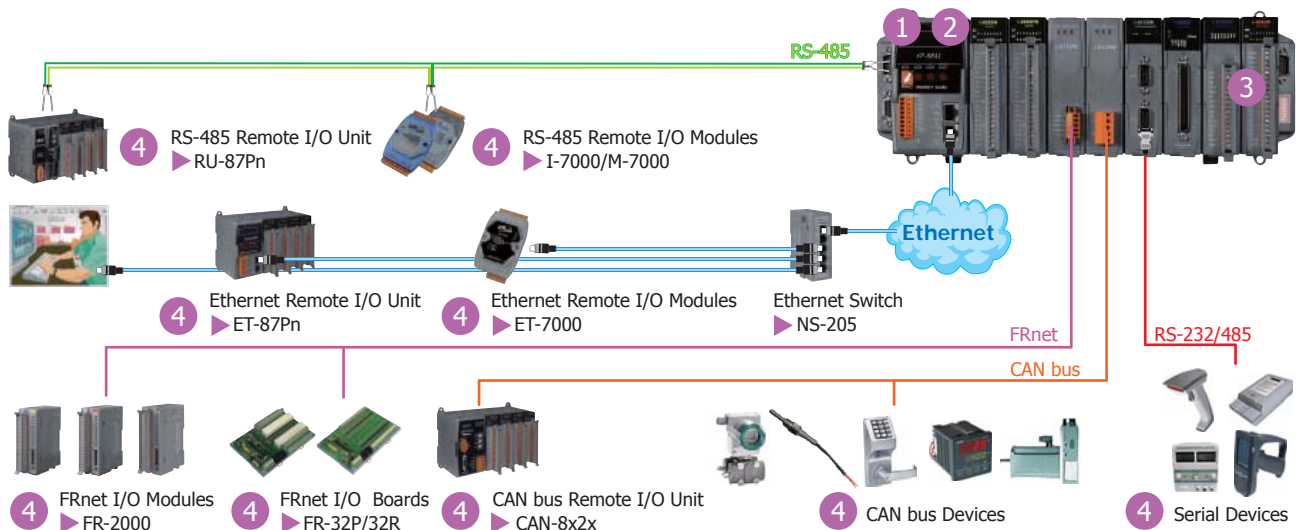 1
2
RS-485
3
4
RS-485 Remote I/O Unit
RU-87Pn
4
RS-485 Remote I/O Modules
I-7000/M-7000
Ethernet
4
Ethernet Remote I/O Unit
ET-87Pn
4
Ethernet Remote I/O Modules
ET-7000
Ethernet Switch
NS-205
FRnet
RS-232/485
CAN bus
4
FRnet I/O Modules
FR-2000
4
FRnet I/O Boards
FR-32P/32R
4
CAN bus Remote I/O Unit
CAN-8x2x
4
CAN bus Devices
4
Serial Devices